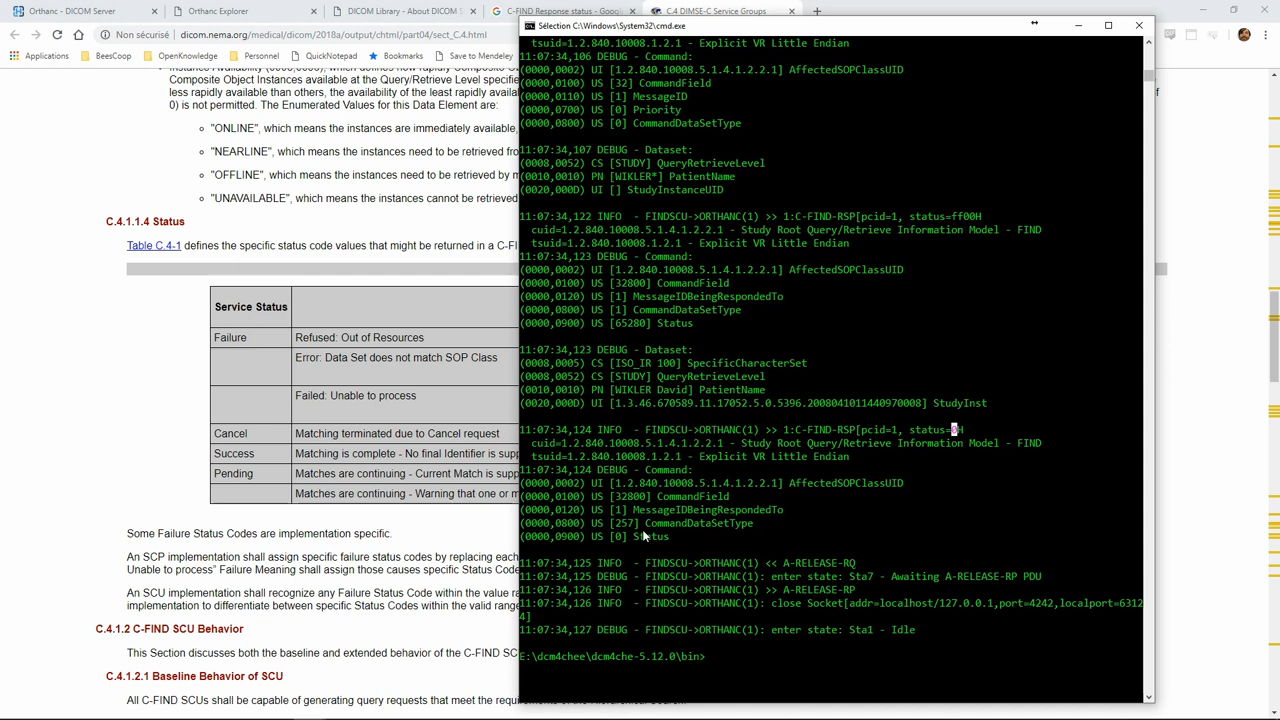 Orthanc - DICOM Server
Orthanc Explorer
DICOM Library - About DICOM S
C-FIND Response status - Googl
C.4 DIMSE-C Service Groups
Non sécurisé | dicom.nema.org/medical/dicom/2018a/output/html/part04/sect_C.4.html
Applications
BeesCoop
OpenKnowledge
Personnel
Quicknote
Bookmarks
Save to Mendeley
Composite Object Instances available at the Query/Retrieve Level specifi
less rapidly available than others, the availability of the least rapidly availab
0) is not permitted. The Enumerated Values for this Data Element are:
"ONLINE", which means the instances are immediately available,
"NEARLINE", which means the instances need to be retrieved from
"OFFLINE", which means the instances need to be retrieved by m
"UNAVAILABLE", which means the instances cannot be retrieved
C.4.1.1.4 Status
Table C.4-1 defines the specific status code values that might be returned in a C-FI
Service Status
Failure
Refused: Out of Resources
Error: Data Set does not match SOP Class
Failed: Unable to process
Cancel
Matching terminated due to Cancel request
Success
Matching is complete - No final Identifier is supp
Pending
Matches are continuing - Current Match is suppl
Matches are continuing - Warning that one or m
Some Failure Status Codes are implementation specific.
An SCP implementation shall assign specific failure status codes by replacing each
Unable to process" Failure Meaning shall assign those causes specific Status Code
An SCU implementation shall recognize any Failure Status Code within the value ra
implementation to differentiate between specific Status Codes within the valid range
C.4.1.2 C-FIND SCU Behavior
This Section discusses both the baseline and extended behavior of the C-FIND SC
C.4.1.2.1 Baseline Behavior of SCU
All C-FIND SCUs shall be capable of generating query requests that meet the
Sélection C:\Windows\System32\cmd.exe
tsuid=1.2.840.10008.1.2.1 - Explicit VR Little Endian
11:07:34,106 DEBUG - Command:
(0000,0002) UI [1.2.840.10008.5.1.4.1.2.2.1] AffectedSOPClassUID
(0000,0100) US [32] CommandField
(0000,0110) US [1] MessageID
(0000,0700) US [0] Priority
(0000,0800) US [0] CommandDataSetType
11:07:34,107 DEBUG - Dataset:
(0008,0052) CS [STUDY] QueryRetrieveLevel
(0010,0010) PN [WIKLER*] PatientName
(0020,000D) UI [] StudyInstanceUID
11:07:34,122 INFO  - FINDSCU->ORTHANC(1) >> 1:C-FIND-RSP[pcid=1, status=ff00H
cuid=1.2.840.10008.5.1.4.1.2.2.1 - Study Root Query/Retrieve Information Model - FIND
tsuid=1.2.840.10008.1.2.1 - Explicit VR Little Endian
11:07:34,123 DEBUG - Command:
(0000,0002) UI [1.2.840.10008.5.1.4.1.2.2.1] AffectedSOPClassUID
(0000,0100) US [32800] CommandField
(0000,0120) US [1] MessageIDBeingRespondedTo
(0000,0800) US [1] CommandDataSetType
(0000,0900) US [65280] Status
11:07:34,123 DEBUG - Dataset:
(0008,0005) CS [ISO_IR 100] SpecificCharacterSet
(0008,0052) CS [STUDY] QueryRetrieveLevel
(0010,0010) PN [WIKLER David] PatientName
(0020,000D) UI [1.3.46.670589.11.17052.5.0.5396.2008041011440970008] StudyInst
11:07:34,124 INFO  - FINDSCU->ORTHANC(1) >> 1:C-FIND-RSP[pcid=1, status=0H
cuid=1.2.840.10008.5.1.4.1.2.2.1 - Study Root Query/Retrieve Information Model - FIND
tsuid=1.2.840.10008.1.2.1 - Explicit VR Little Endian
11:07:34,124 DEBUG - Command:
(0000,0002) UI [1.2.840.10008.5.1.4.1.2.2.1] AffectedSOPClassUID
(0000,0100) US [32800] CommandField
(0000,0120) US [1] MessageIDBeingRespondedTo
(0000,0800) US [257] CommandDataSetType
(0000,0900) US [0] Status
11:07:34,125 INFO  - FINDSCU->ORTHANC(1) << A-RELEASE-RQ
11:07:34,125 DEBUG - FINDSCU->ORTHANC(1): enter state: Sta7 - Awaiting A-RELEASE-RP PDU
11:07:34,126 INFO  - FINDSCU->ORTHANC(1) >> A-RELEASE-RP
11:07:34,126 INFO  - FINDSCU->ORTHANC(1): close Socket[addr=localhost/127.0.0.1,port=4242,localport=6312
4]
11:07:34,127 DEBUG - FINDSCU->ORTHANC(1): enter state: Sta1 - Idle
E:\dcm4chee\dcm4che-5.12.0\bin>